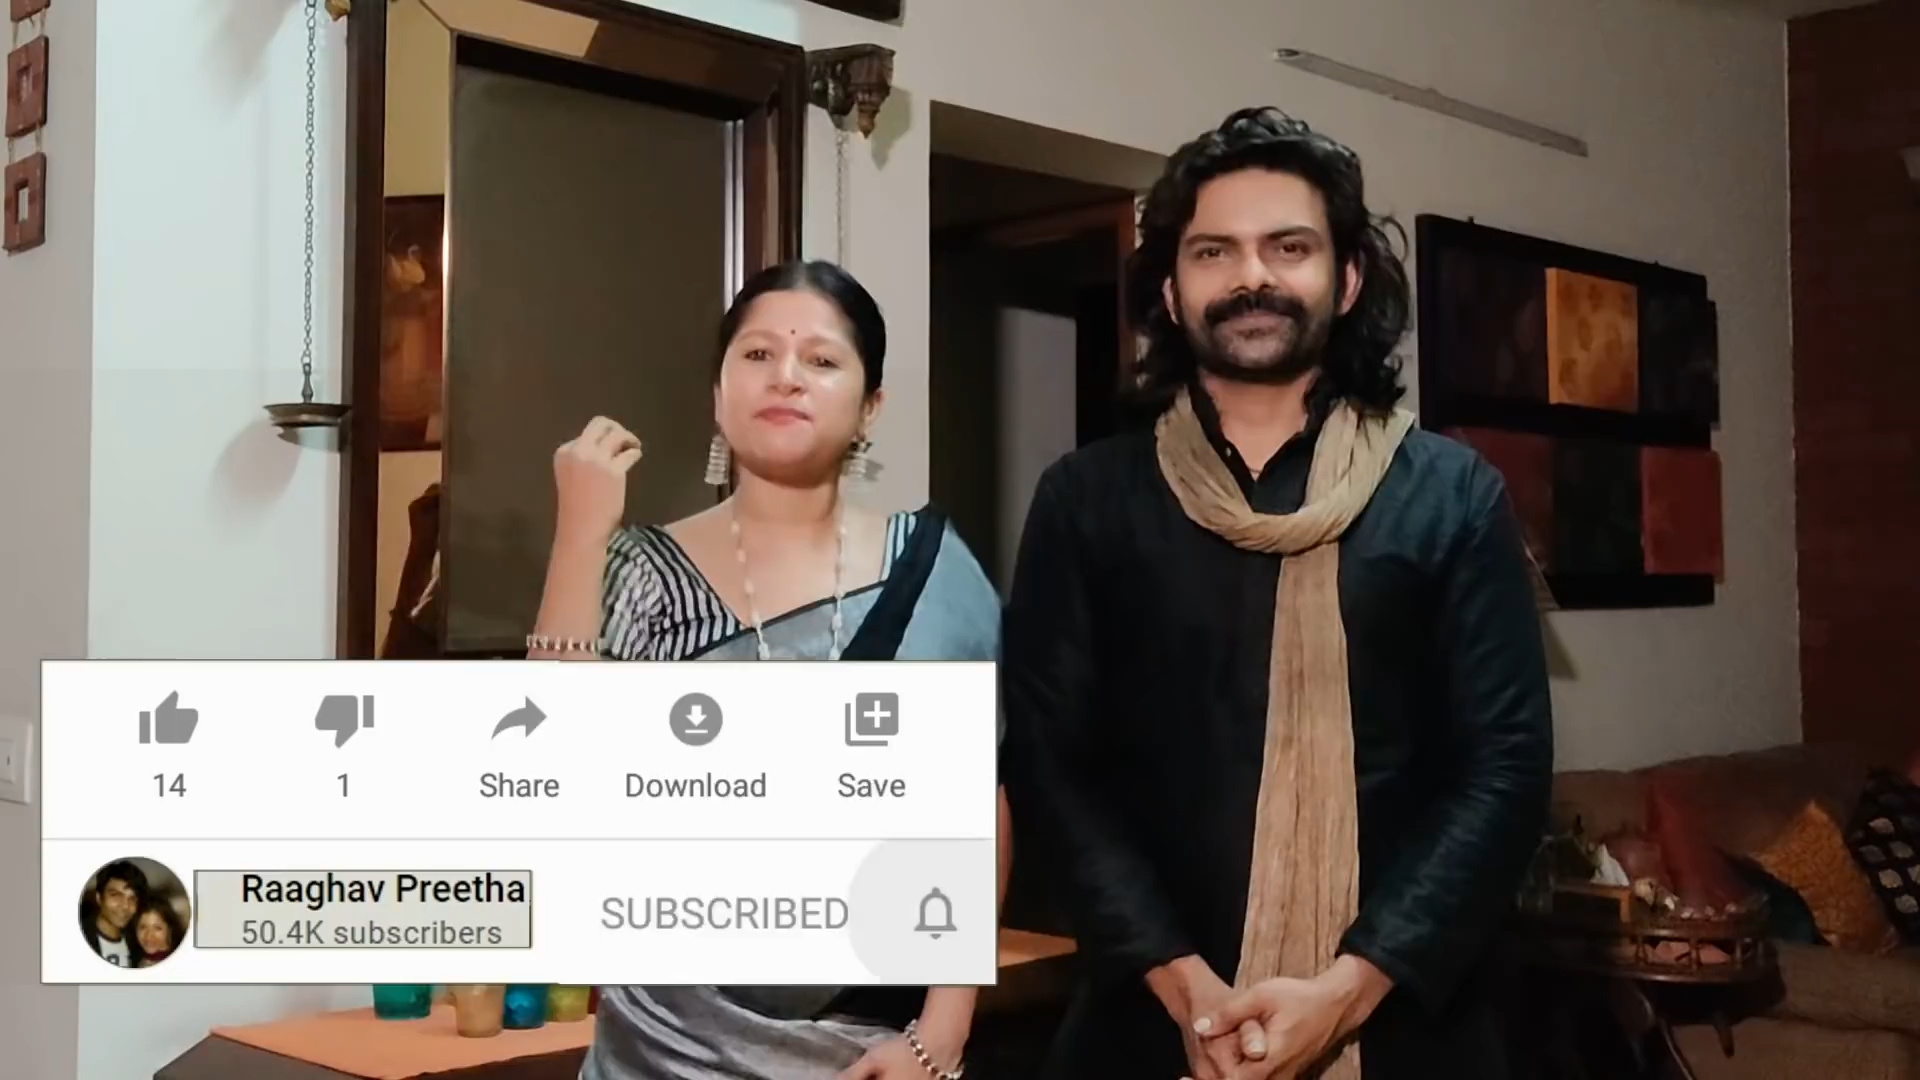 14
1
Share
Download
Save
Raaghav Preetha
50.4K subscribers
SUBSCRIBED